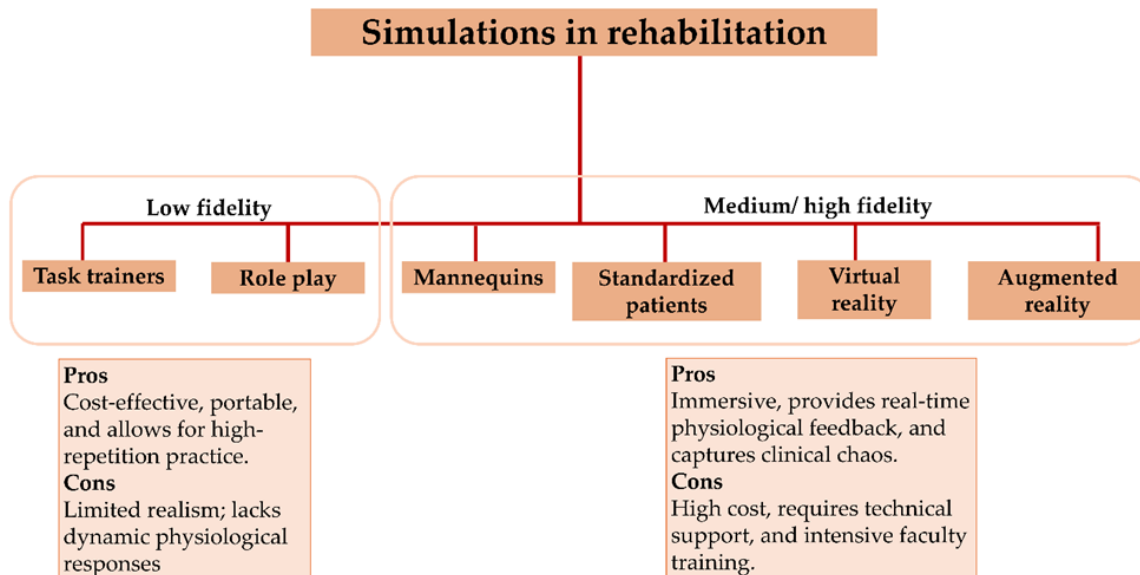 Simulations in rehabilitation
Low fidelity
Medium/ high fidelity
Task trainers
Role play
Mannequins
Standardized
patients
Virtual
reality
Augmented
reality
Pros
Cost-effective, portable,
and allows for high-
repetition practice.
Cons
Limited realism; lacks
dynamic physiological
responses
Pros
Immersive, provides real-time
physiological feedback, and
captures clinical chaos.
Cons
High cost, requires technical
support, and intensive faculty
training.